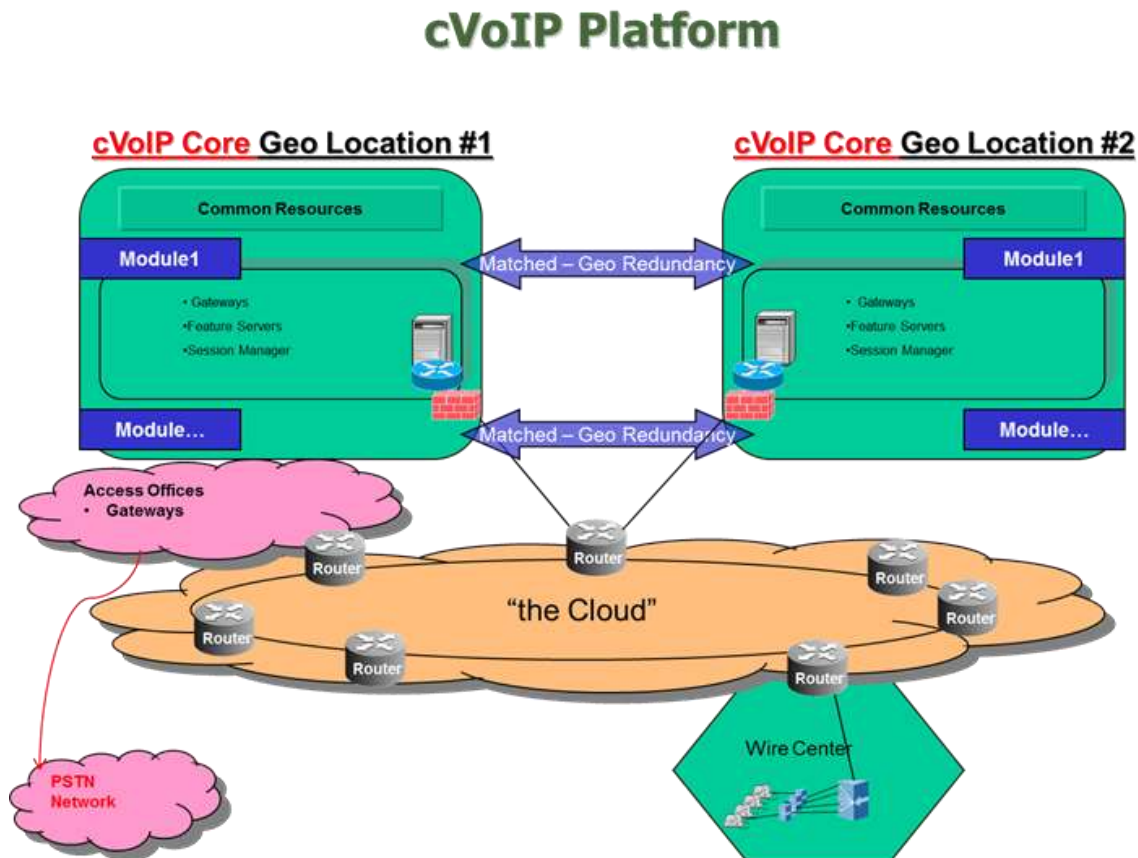 cVoIP Platform
cVoIP Core Geo Location #1
cVoIP Core Geo Location #2
Common Resources
Common Resources
Module1
Matched – Geo Redundancy
Module1
• Gateways
•Feature Servers
•Session Manager
• Gateways
•Feature Servers
•Session Manager
Module…
Matched – Geo Redundancy
Module…
Access Offices
• Gateways
Router
Router
Router
Router
Router
Router
Router
“the Cloud”
Wire Center
PSTN
Network